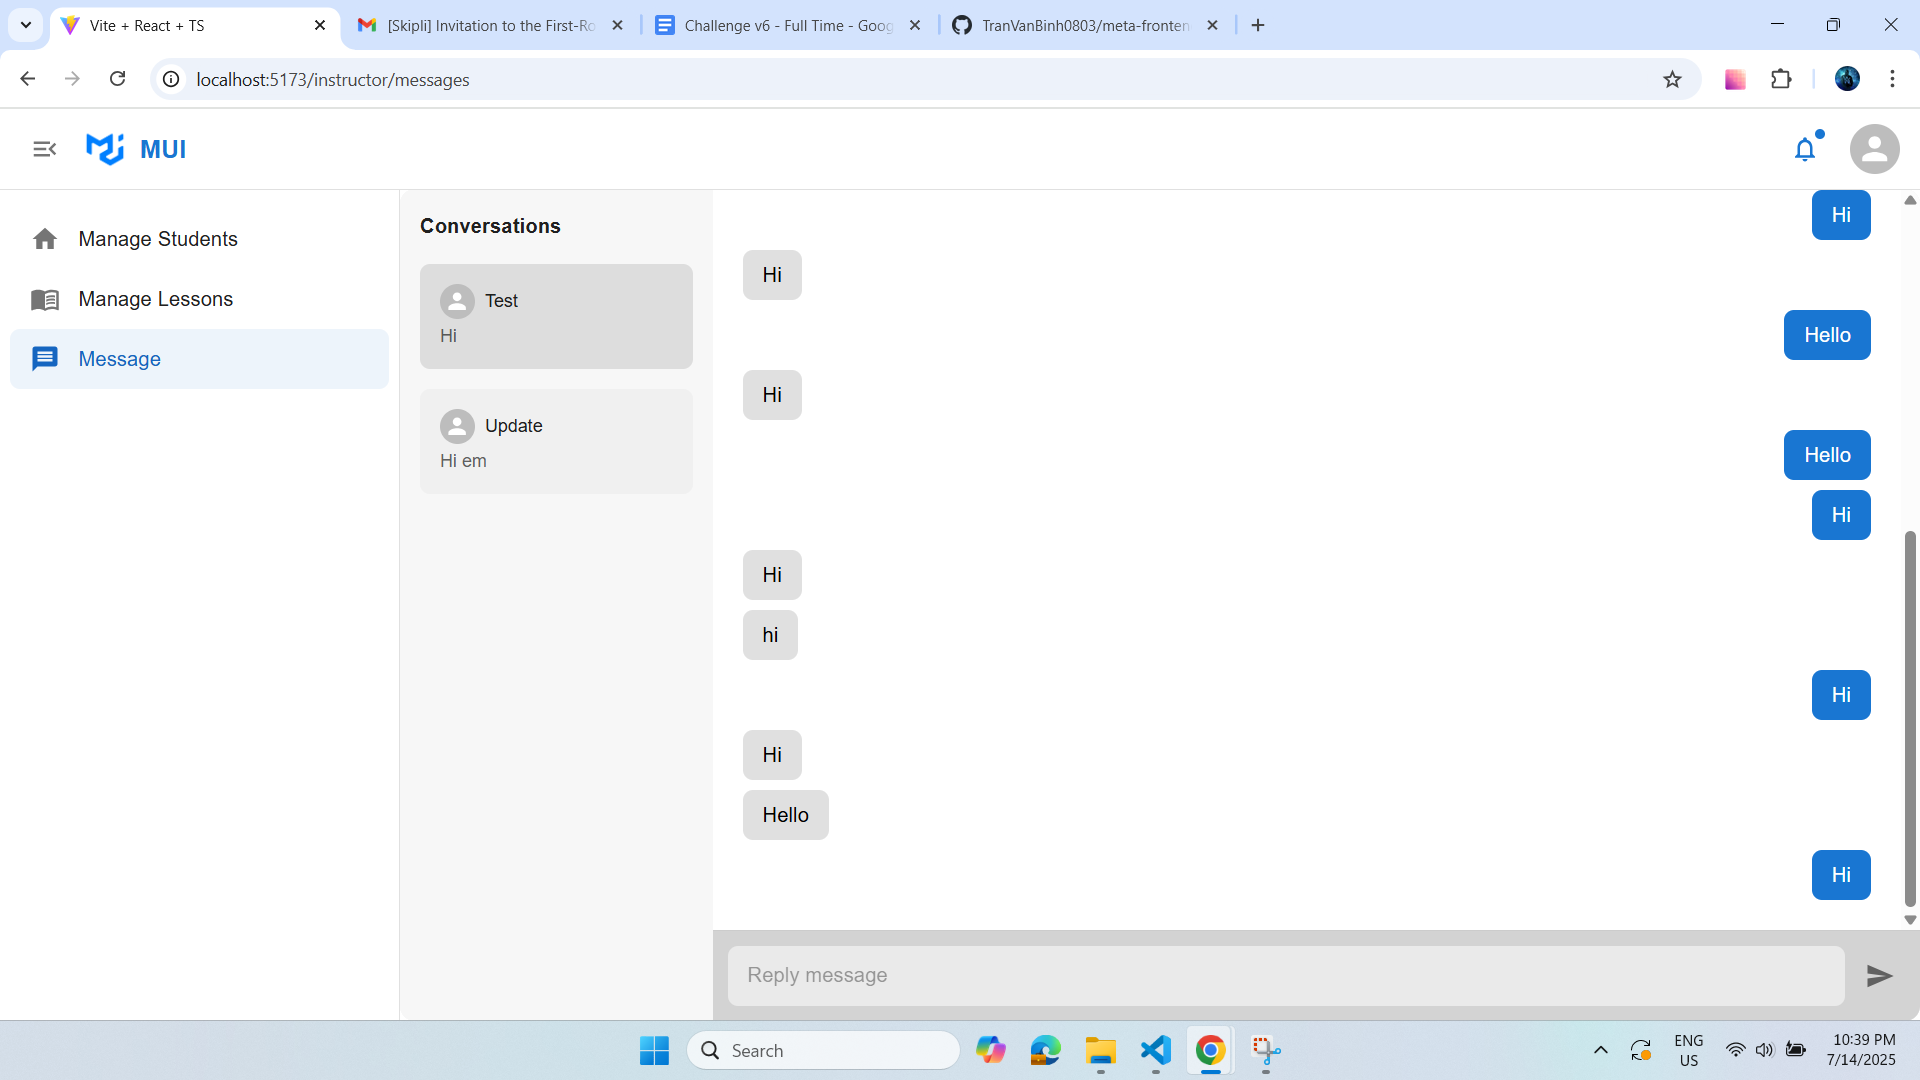 Vite + React + TS
[Skipli] Invitation to the First-Ro
Challenge v6 - Full Time - Goog
TranVanBinh0803/meta-fronten
localhost:5173/instructor/messages
MUI
Manage Students
Manage Lessons
Message
Conversations
Test
Hi
Update
Hi em
Hi
Hi
Hello
Hi
Hello
Hi
Hi
hi
Hi
Hi
Hello
Hi
Reply message
Search
ENG
US
10:39 PM
7/14/2025